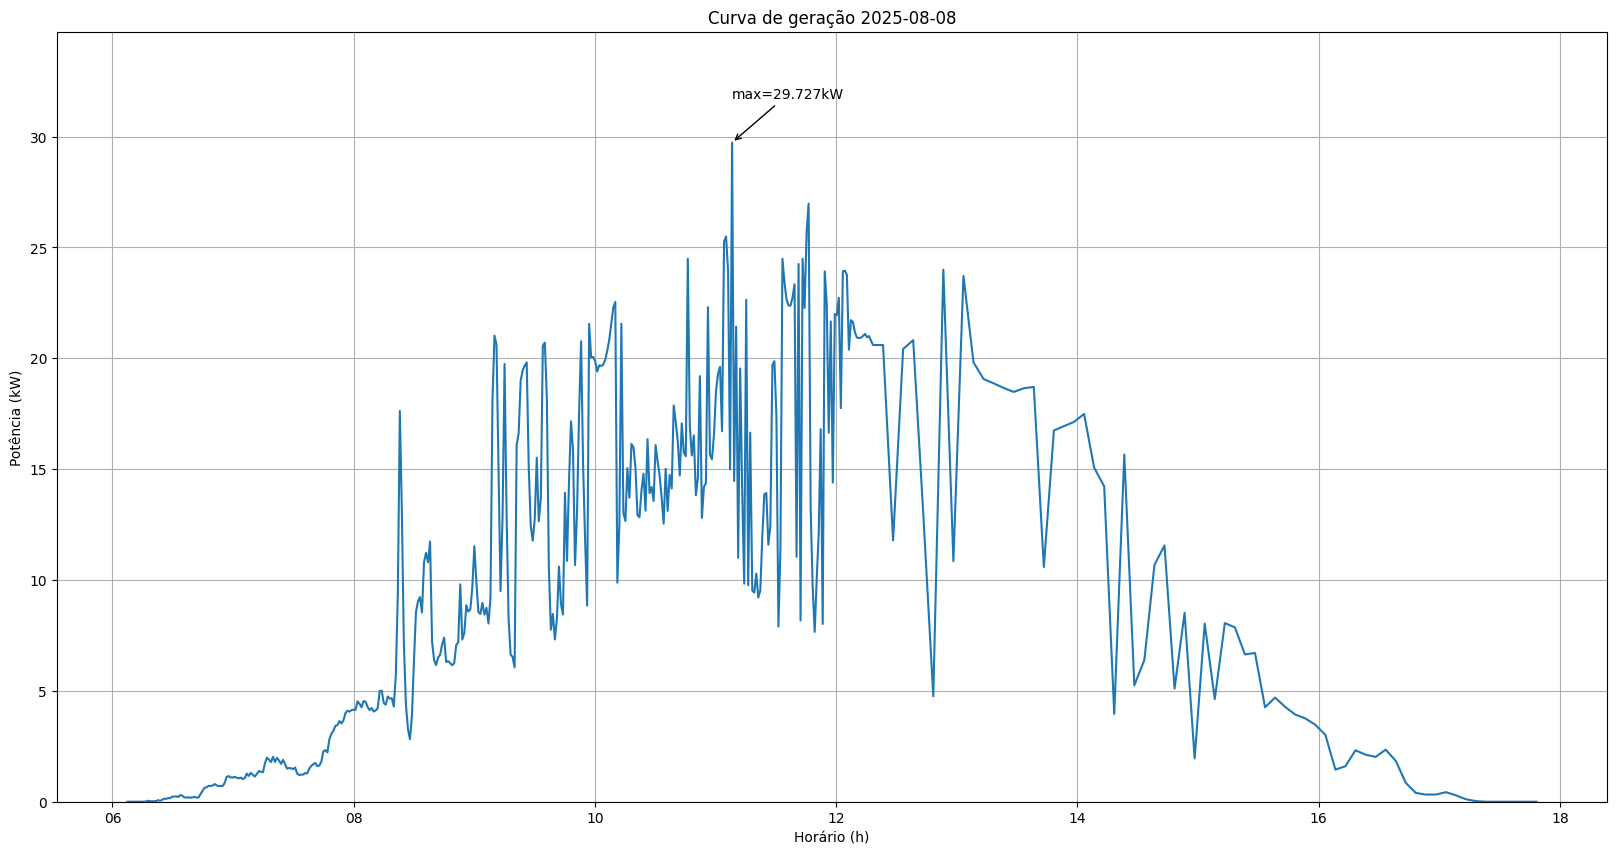 Curva de geração 2025-08-08
max=29.727kW
Potência (kW)
30
25
20
15
10
5
0
06 08 10 12 14 16 18
Horário (h)